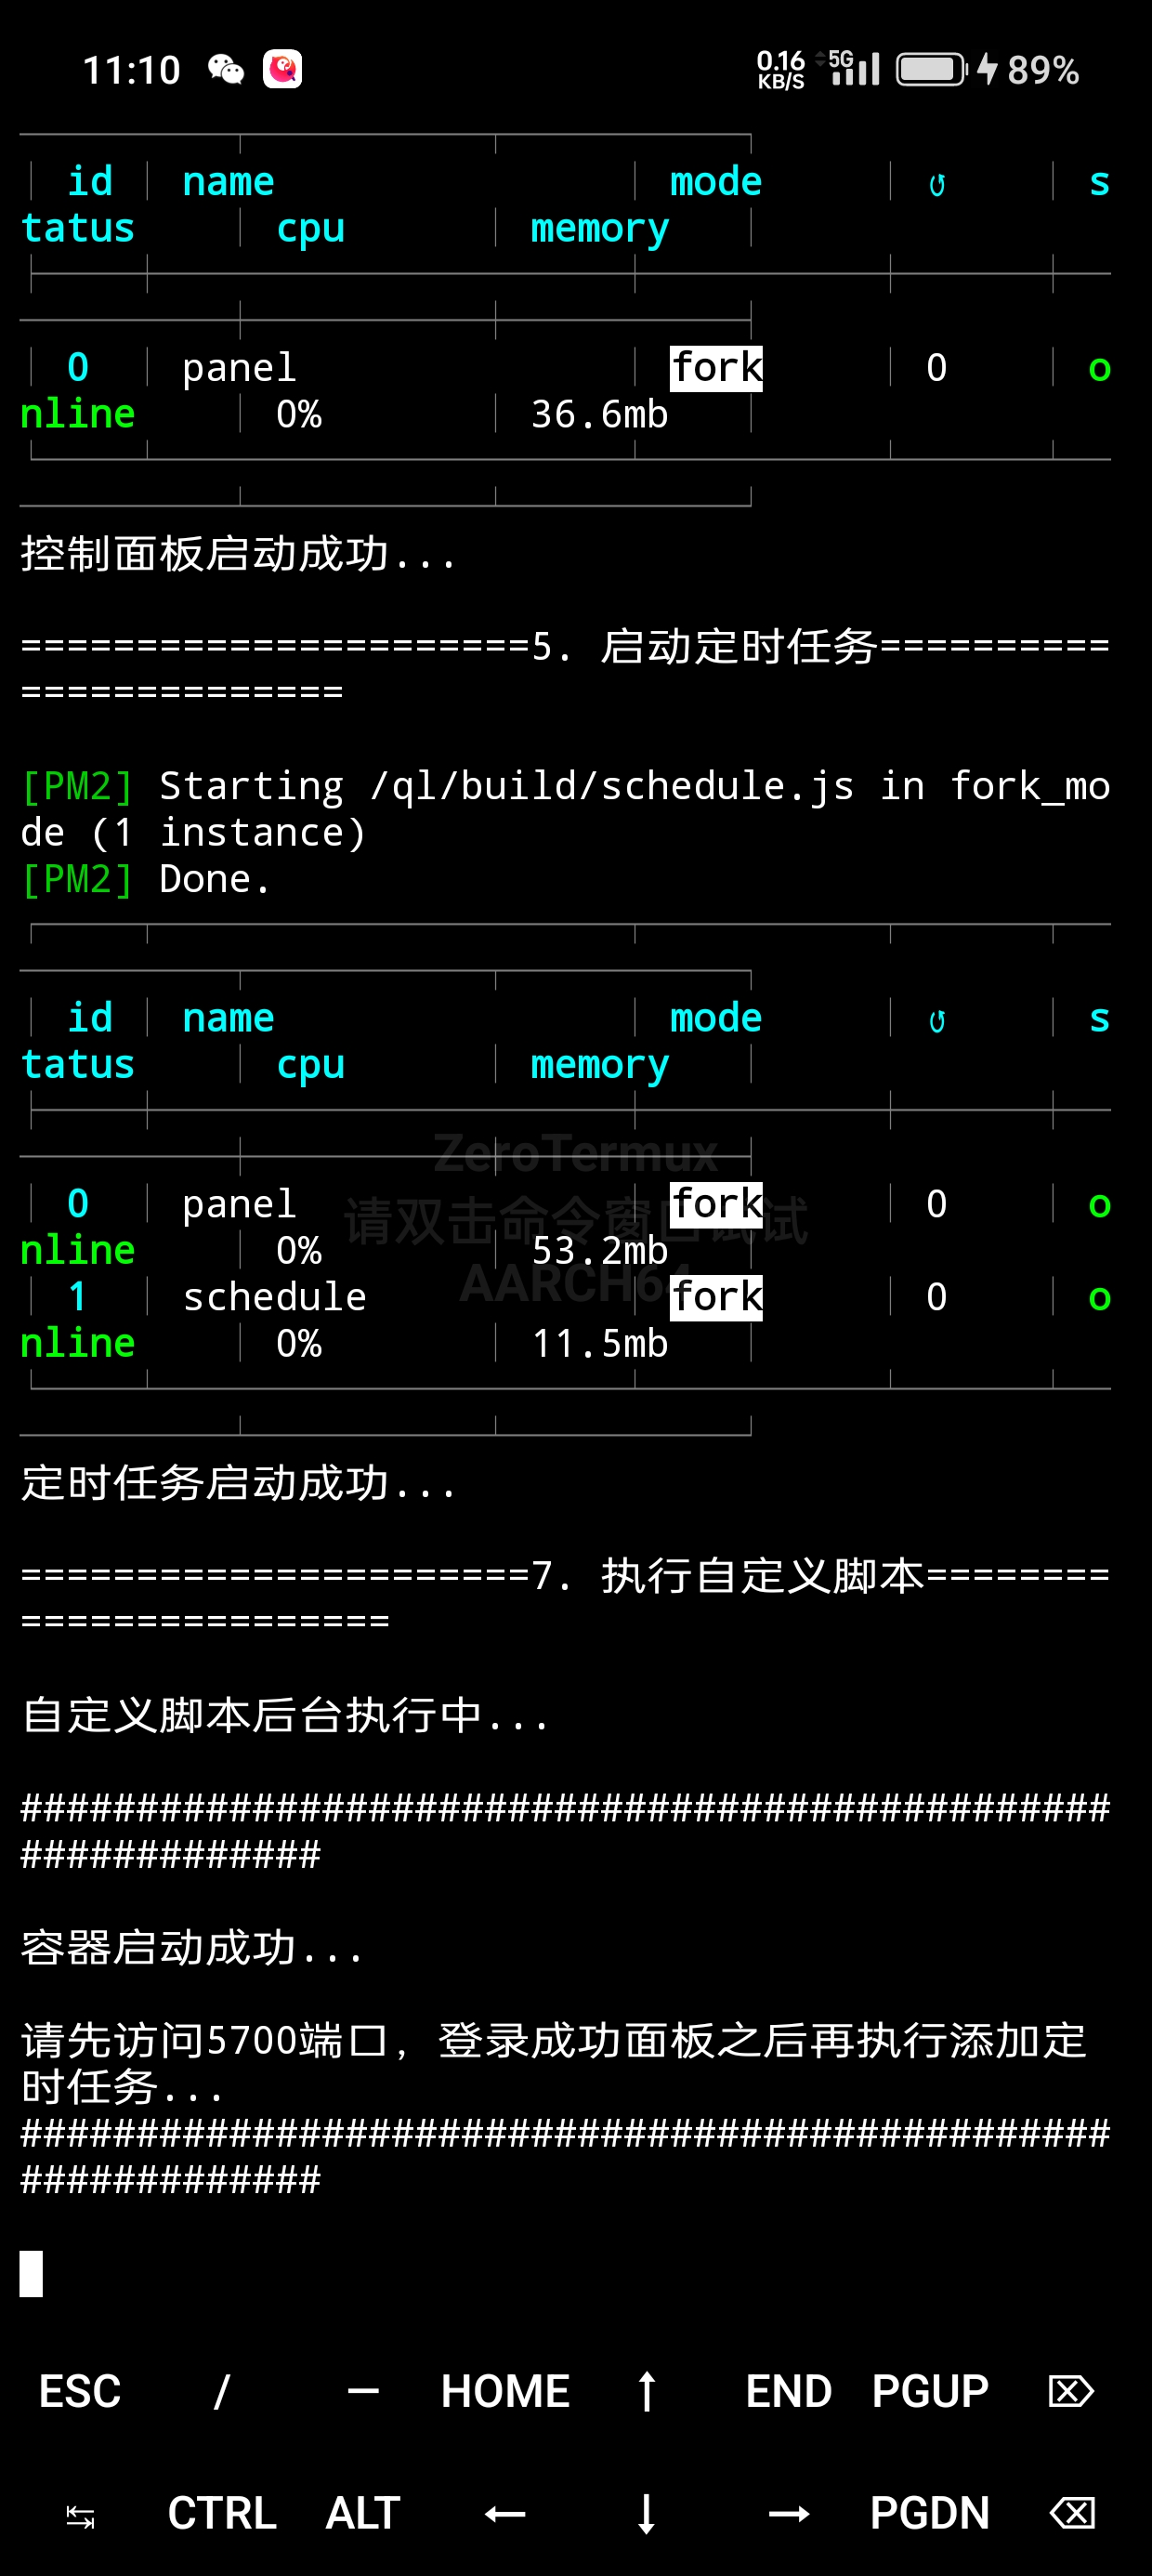 11:10 0.16 KB/S 5G 89%
id name mode ↺ s
tatus cpu memory
0 panel fork 0 o
nline 0% 36.6mb
控制面板启动成功...
======================5. 启动定时任务==========
==============
[PM2] Starting /ql/build/schedule.js in fork_mo
de (1 instance)
[PM2] Done.
id name mode ↺ s
tatus cpu memory
ZeroTermux
0 panel fork 0 o
请双击命令窗口试试
nline 0% 53.2mb
AARCH64
1 schedule fork 0 o
nline 0% 11.5mb
定时任务启动成功...
======================7. 执行自定义脚本========
================
自定义脚本后台执行中...
###############################################
#############
容器启动成功...
请先访问5700端口，登录成功面板之后再执行添加定
时任务...
###############################################
#############
ESC / — HOME ↑ END PGUP ⌦
↹ CTRL ALT ← ↓ → PGDN ⌫